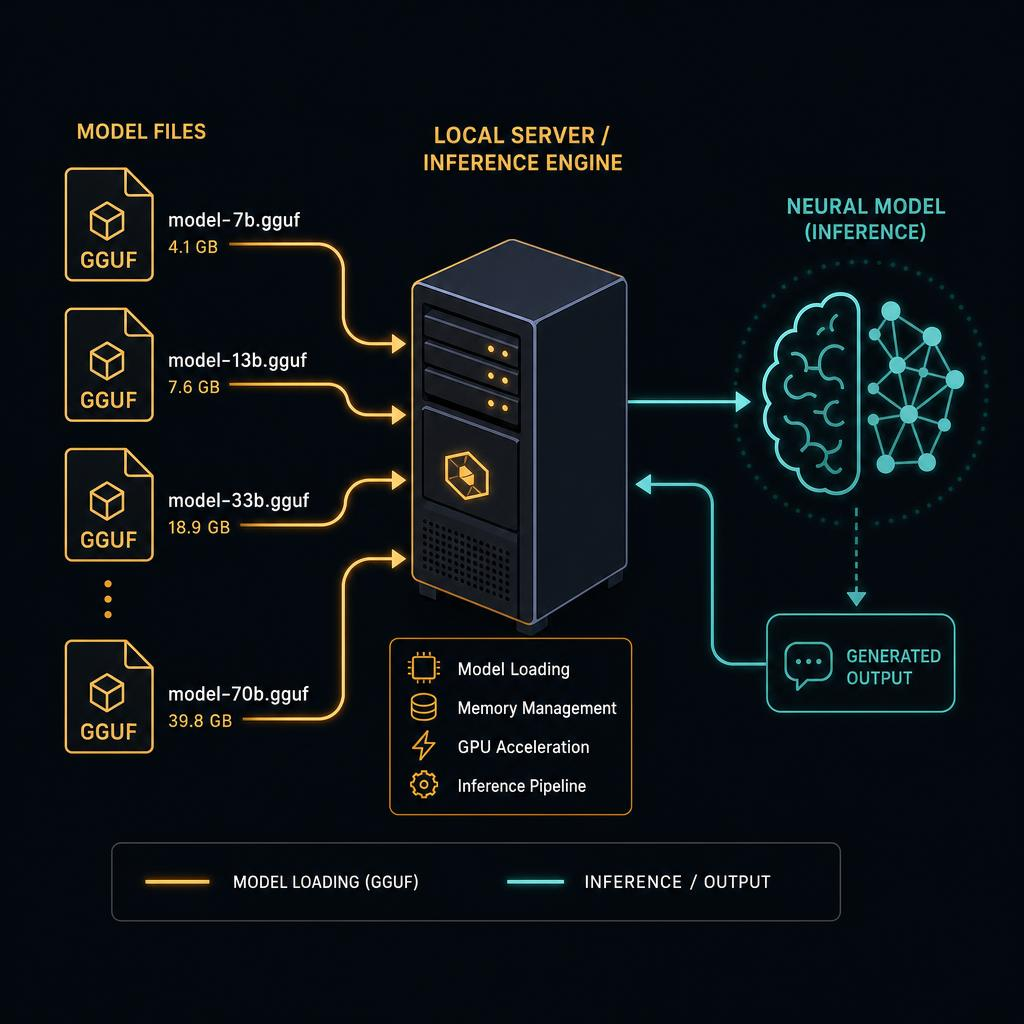 MODEL FILES
GGUF
model-7b.gguf
4.1 GB
GGUF
model-13b.gguf
7.6 GB
GGUF
model-33b.gguf
18.9 GB
GGUF
model-70b.gguf
39.8 GB
LOCAL SERVER /
INFERENCE ENGINE
Model Loading
Memory Management
GPU Acceleration
Inference Pipeline
NEURAL MODEL
(INFERENCE)
GENERATED
OUTPUT
MODEL LOADING (GGUF)
INFERENCE / OUTPUT